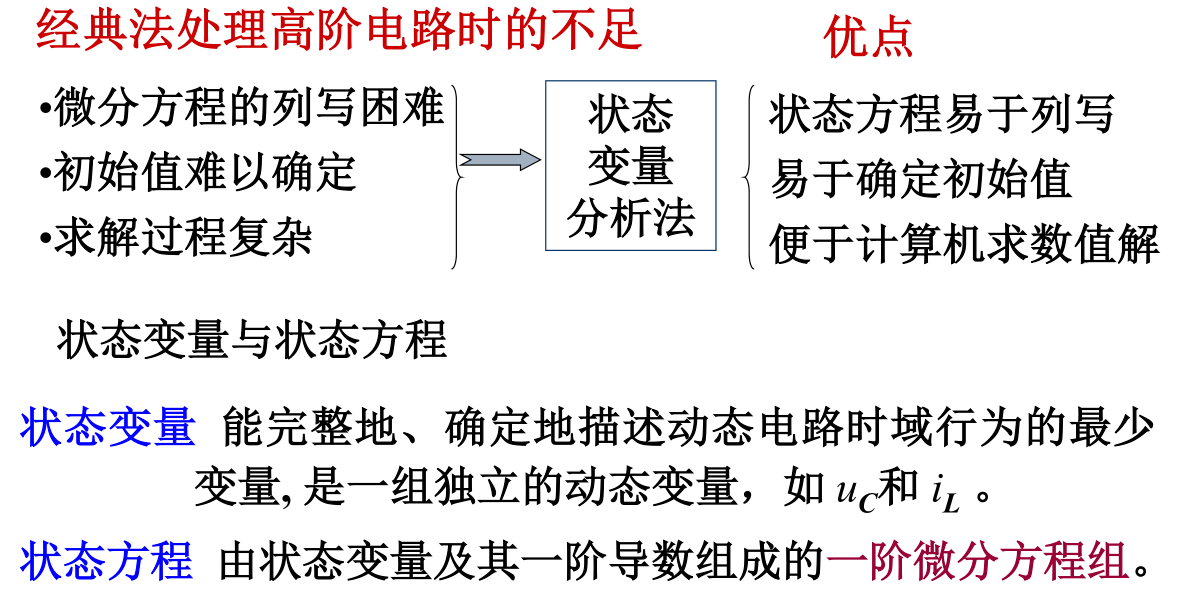 经典法处理高阶电路时的不足
优点
•微分方程的列写困难
•初始值难以确定
•求解过程复杂
状态
变量
分析法
状态方程易于列写
易于确定初始值
便于计算机求数值解
状态变量与状态方程
状态变量 能完整地、确定地描述动态电路时域行为的最少
变量, 是一组独立的动态变量，如 uC和 iL 。
状态方程 由状态变量及其一阶导数组成的一阶微分方程组。